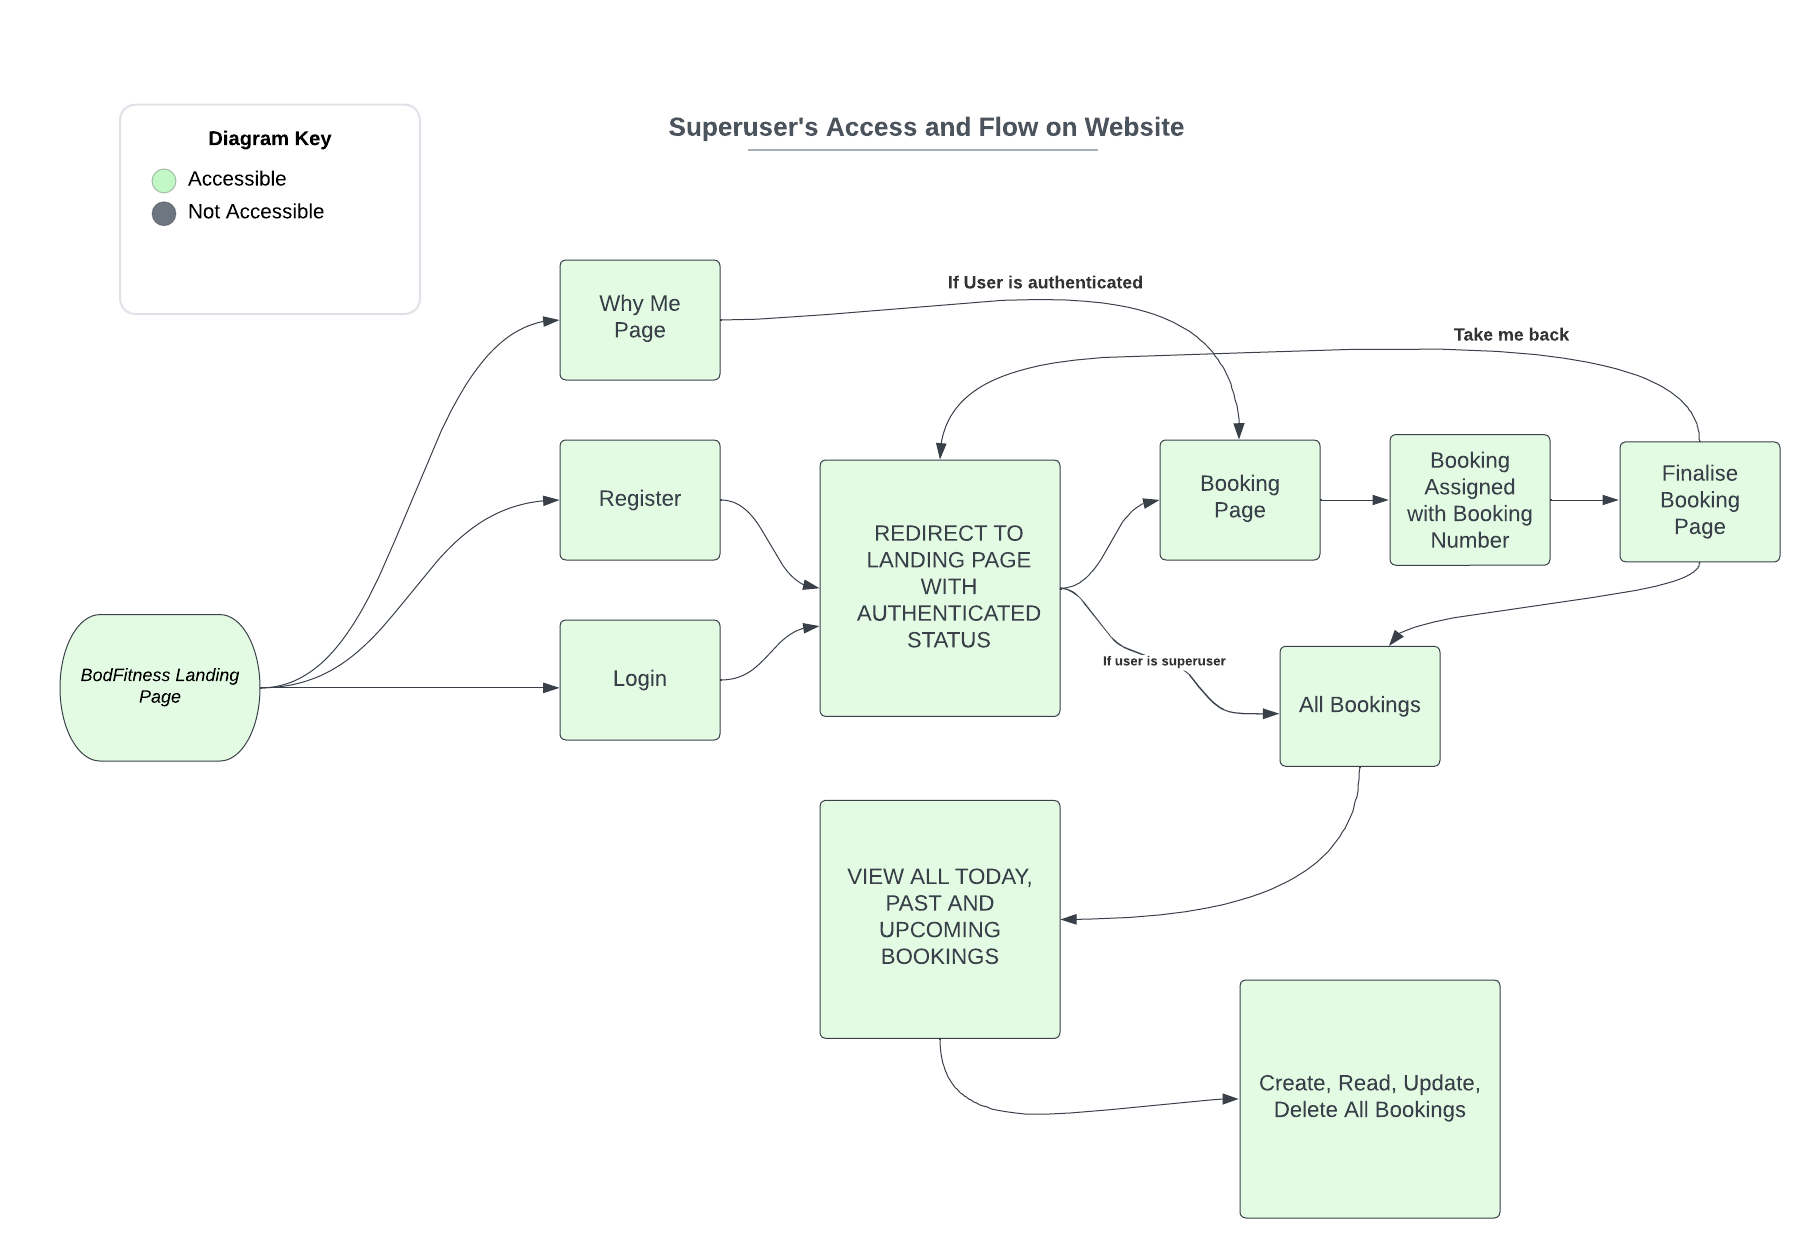 Superuser's Access and Flow on Website
Diagram Key
Accessible
Not Accessible
If User is authenticated
Take me back
Why Me
Page
Register
Login
BodFitness Landing
Page
REDIRECT TO
LANDING PAGE
WITH
AUTHENTICATED
STATUS
Booking
Page
Booking
Assigned
with Booking
Number
Finalise
Booking
Page
If user is superuser
All Bookings
VIEW ALL TODAY,
PAST AND
UPCOMING
BOOKINGS
Create, Read, Update,
Delete All Bookings